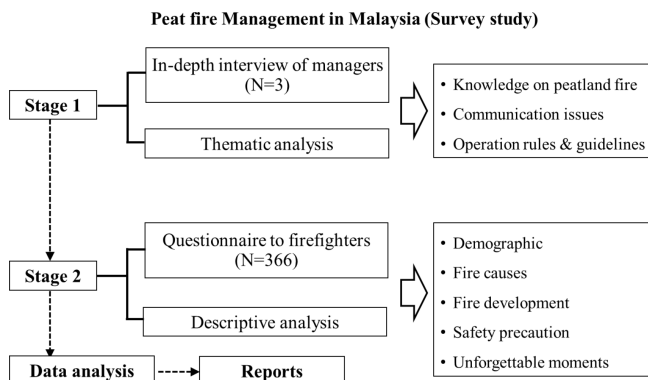 Peat fire Management in Malaysia (Survey study)
Stage 1
In-depth interview of managers
(N=3)
Thematic analysis
• Knowledge on peatland fire
• Communication issues
• Operation rules & guidelines
Stage 2
Questionnaire to firefighters
(N=366)
Descriptive analysis
• Demographic
• Fire causes
• Fire development
• Safety precaution
• Unforgettable moments
Data analysis
Reports